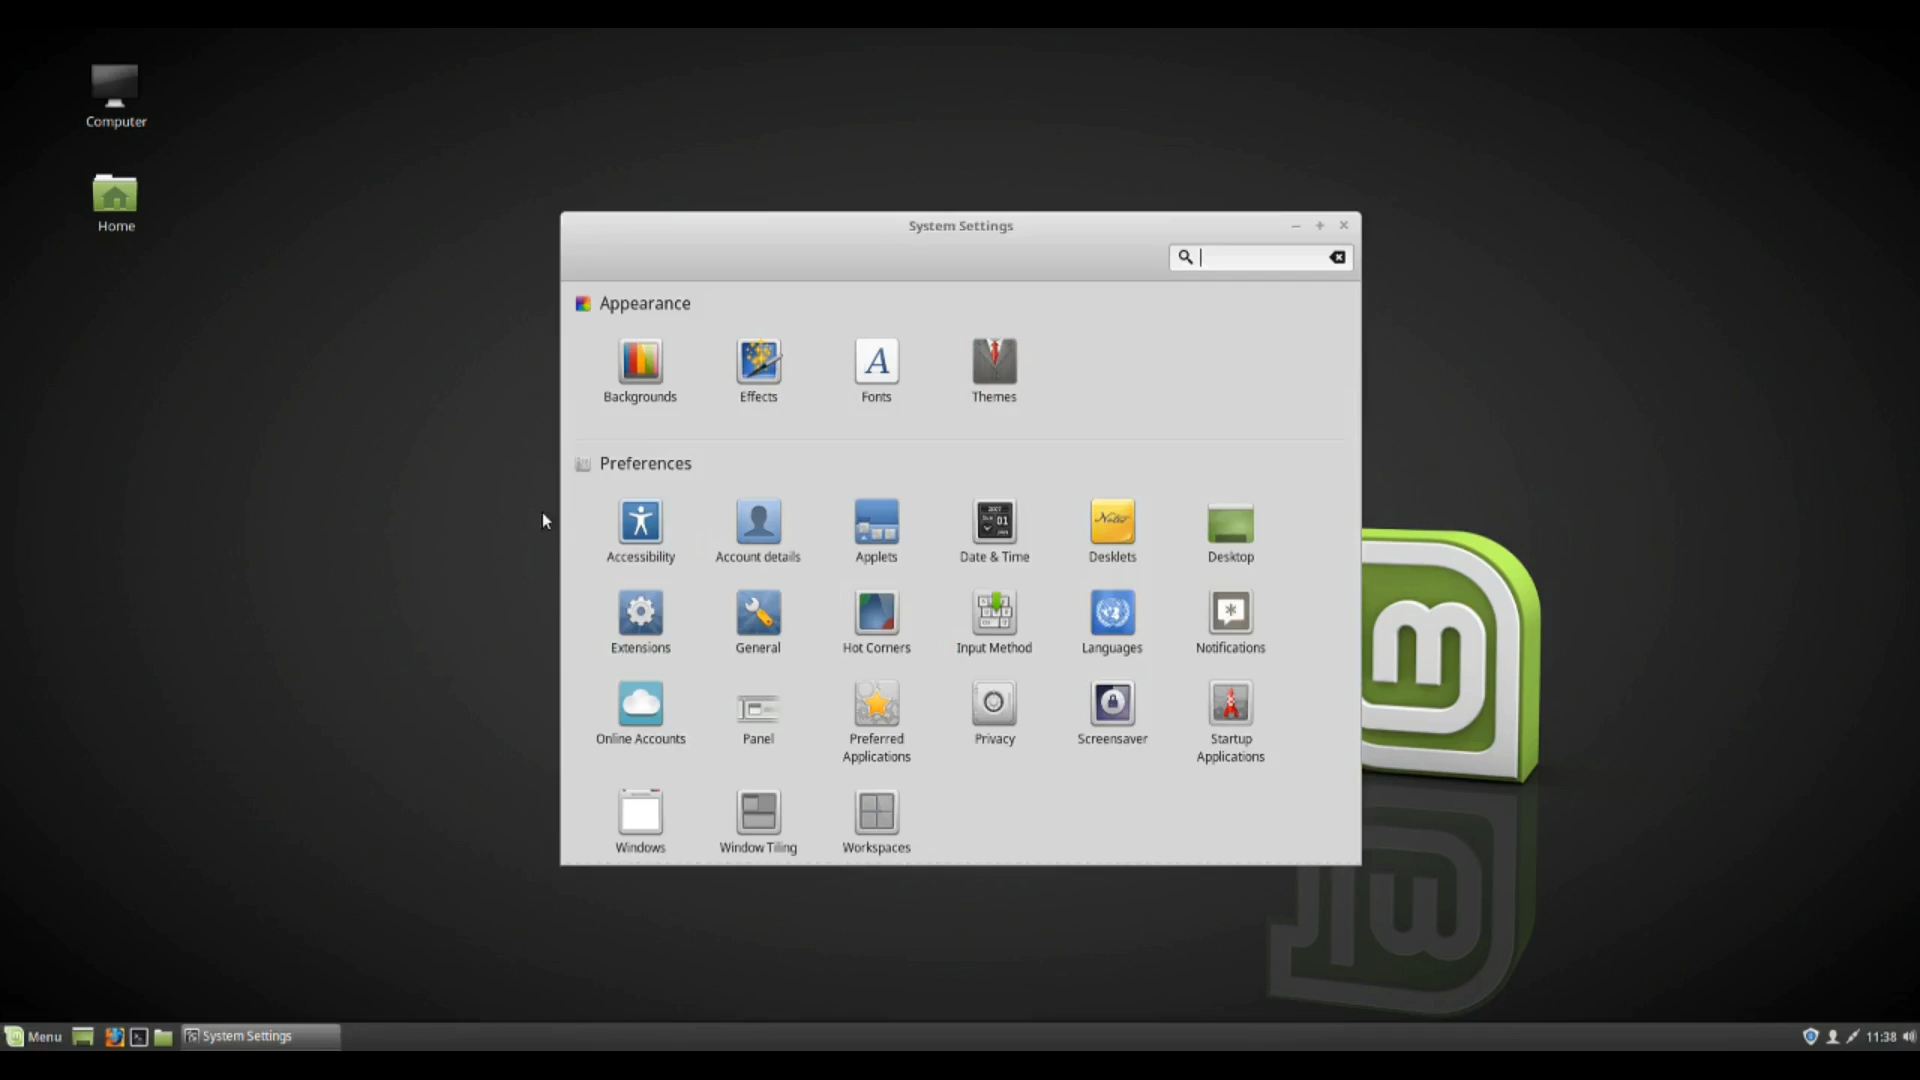 Computer
Home
System Settings
Appearance
Backgrounds Effects Fonts Themes
Preferences
Accessibility Account details Applets Date & Time Desklets Desktop
Extensions General Hot Corners Input Method Languages Notifications
Online Accounts Panel Preferred Applications Privacy Screensaver Startup Applications
Windows Window Tiling Workspaces
Menu System Settings 11:38